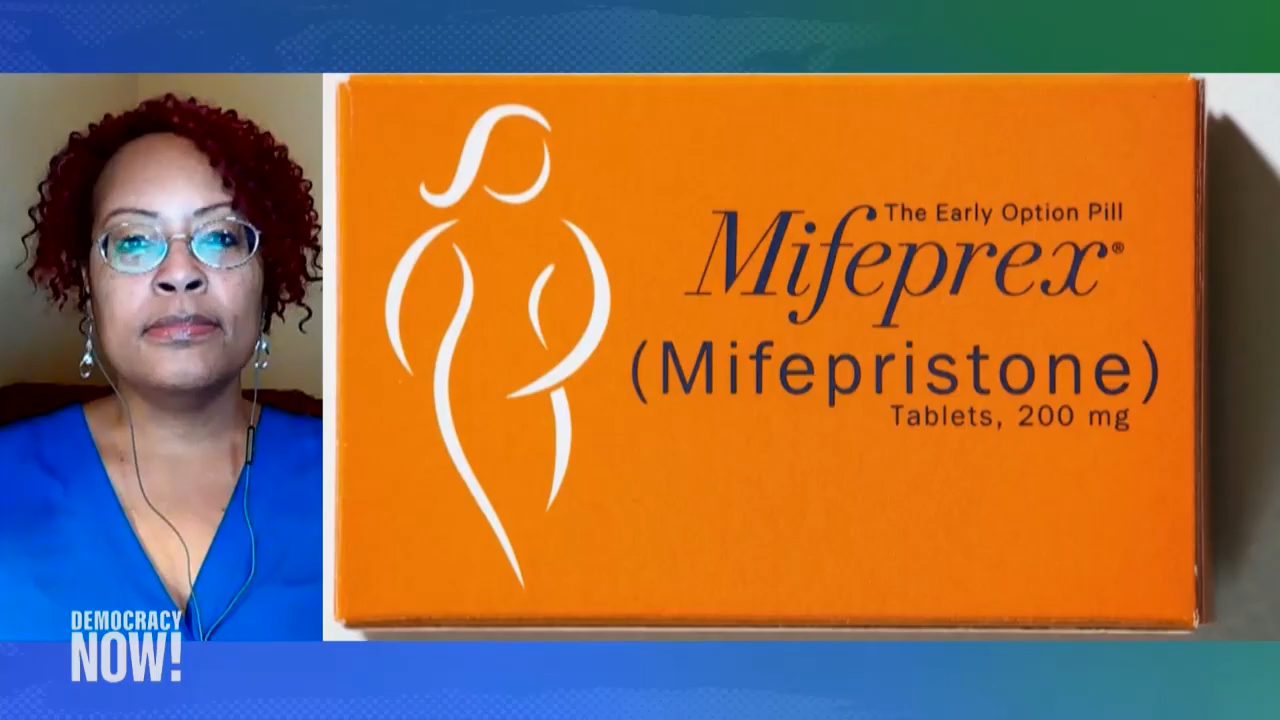 The Early Option Pill
Mifeprex®
(Mifepristone)
Tablets, 200 mg
DEMOCRACY
NOW!